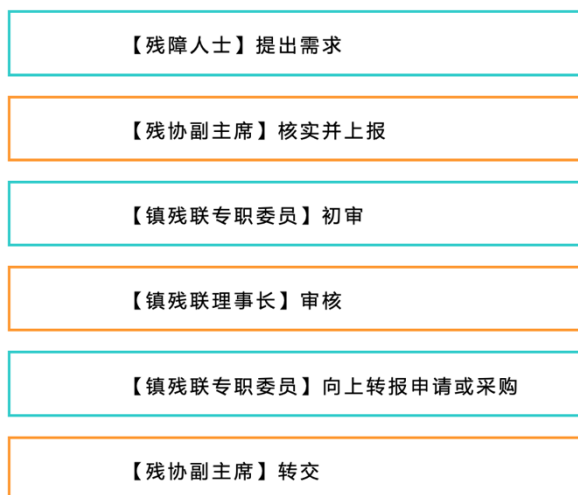 【残障人士】提出需求
【残协副主席】核实并上报
【镇残联专职委员】初审
【镇残联理事长】审核
【镇残联专职委员】向上转报申请或采购
【残协副主席】转交